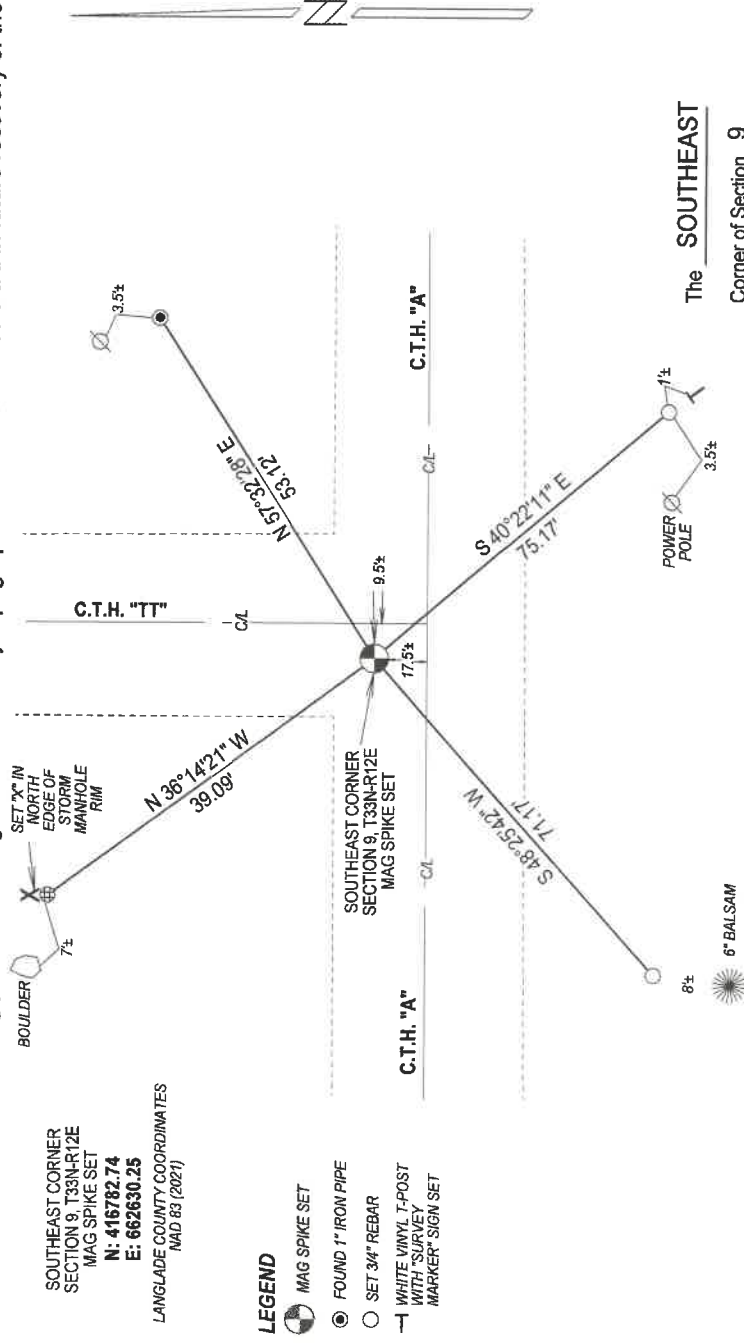 SET "X" IN
NORTH
EDGE OF
STORM
MANHOLE
RIM
BOULDER
7'±
3.5'±
SOUTHEAST CORNER
SECTION 9, T33N-R12E
MAG SPIKE SET
N: 416782.74
E: 662630.25
LANGLADE COUNTY COORDINATES
NAD 83 (2021)
N 36°14'21" W
39.09'
C.T.H. "TT"
C/L
N 57°32'28" E
53.12'
9.5'±
17.5'±
SOUTHEAST CORNER
SECTION 9, T33N-R12E
MAG SPIKE SET
C.T.H. "A"
C/L
C/L
C.T.H. "A"
S 48°25'42" W
71.17'
S 40°22'11" E
75.17'
LEGEND
MAG SPIKE SET
FOUND 1" IRON PIPE
SET 3/4" REBAR
WHITE VINYL T-POST
WITH "SURVEY
MARKER" SIGN SET
8'±
6" BALSAM
POWER
POLE
3.5'±
1'±
The SOUTHEAST
Corner of Section 9
N